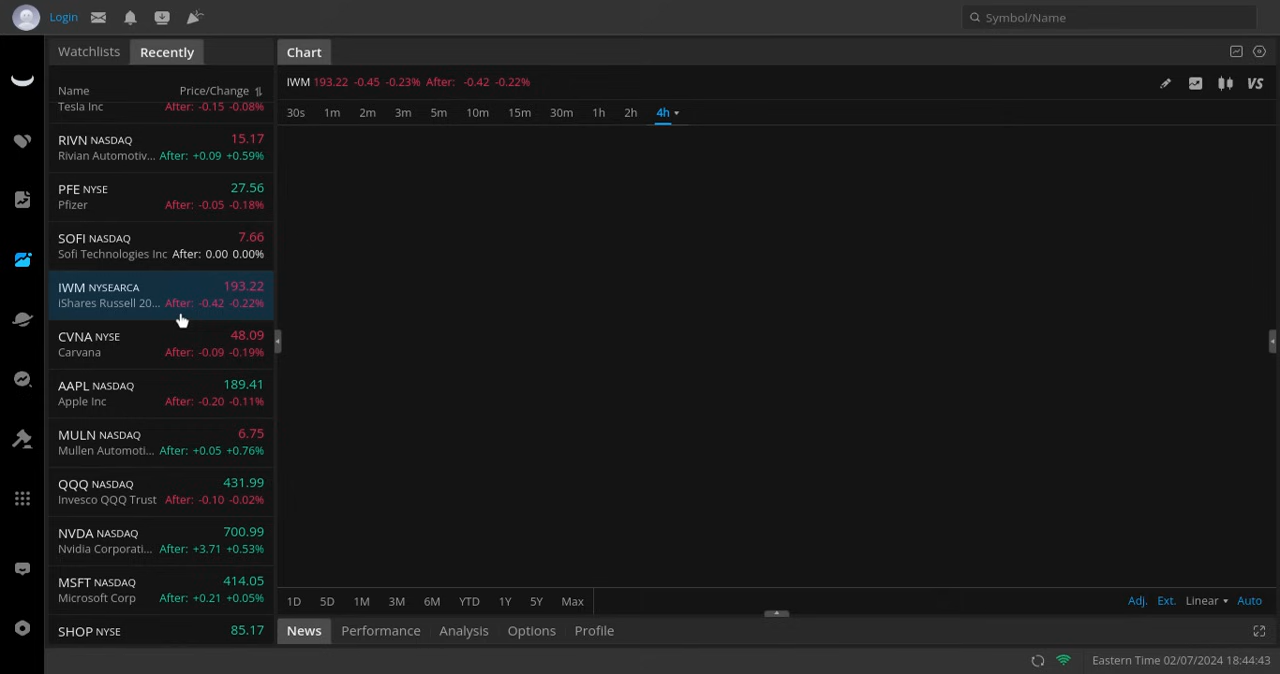 Login
Symbol/Name
Watchlists Recently
Chart
Name Price/Change
Tesla Inc After: -0.15 -0.08%
RIVN NASDAQ 15.17
Rivian Automotiv... After: +0.09 +0.59%
PFE NYSE 27.56
Pfizer After: -0.05 -0.18%
SOFI NASDAQ 7.66
Sofi Technologies Inc After: 0.00 0.00%
IWM NYSEARCA 193.22
iShares Russell 20... After: -0.42 -0.22%
CVNA NYSE 48.09
Carvana After: -0.09 -0.19%
AAPL NASDAQ 189.41
Apple Inc After: -0.20 -0.11%
MULN NASDAQ 6.75
Mullen Automoti... After: +0.05 +0.76%
QQQ NASDAQ 431.99
Invesco QQQ Trust After: -0.10 -0.02%
NVDA NASDAQ 700.99
Nvidia Corporati... After: +3.71 +0.53%
MSFT NASDAQ 414.05
Microsoft Corp After: +0.21 +0.05%
SHOP NYSE 85.17
IWM 193.22 -0.45 -0.23% After: -0.42 -0.22%
VS
30s 1m 2m 3m 5m 10m 15m 30m 1h 2h 4h
1D 5D 1M 3M 6M YTD 1Y 5Y Max
Adj. Ext. Linear Auto
News Performance Analysis Options Profile
Eastern Time 02/07/2024 18:44:43